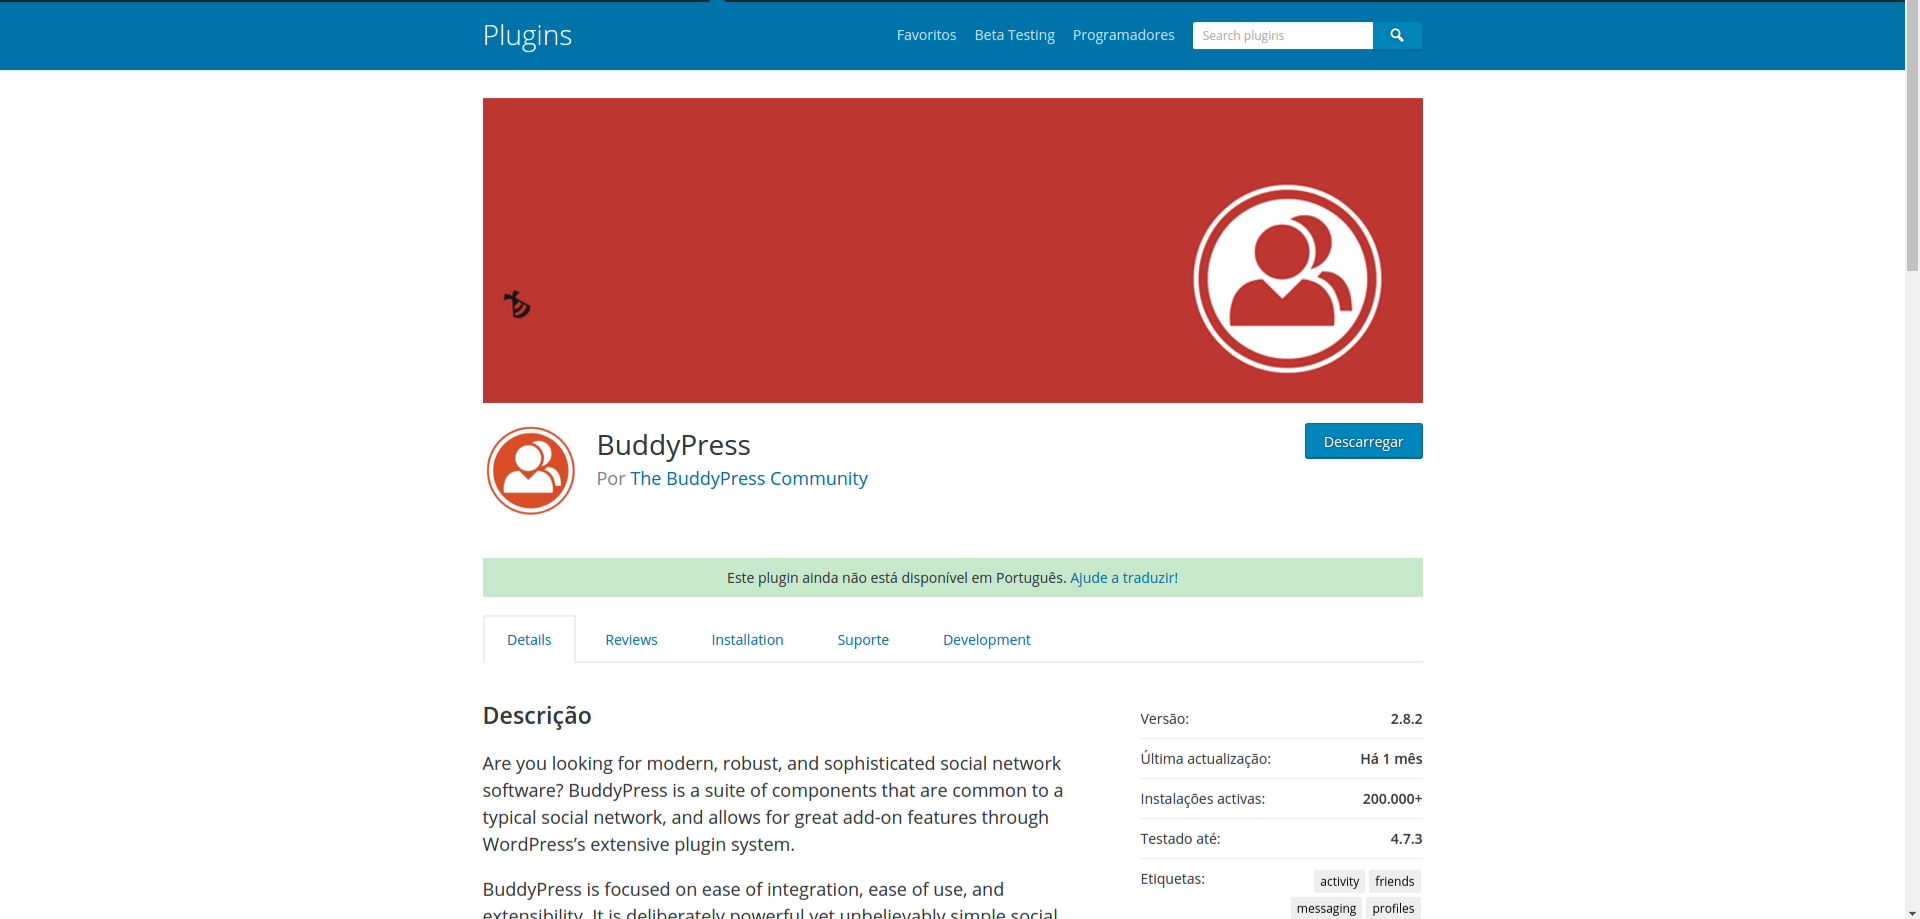 Plugins
Favoritos Beta Testing Programadores Search plugins
BuddyPress
Descarregar
Por The BuddyPress Community
Este plugin ainda não está disponível em Português. Ajude a traduzir!
Details Reviews Installation Suporte Development
Descrição
Are you looking for modern, robust, and sophisticated social network
software? BuddyPress is a suite of components that are common to a
typical social network, and allows for great add-on features through
WordPress’s extensive plugin system.
BuddyPress is focused on ease of integration, ease of use, and
extensibility. It is deliberately powerful yet unbelievably simple social
Versão: 2.8.2
Última actualização: Há 1 mês
Instalações activas: 200.000+
Testado até: 4.7.3
Etiquetas: activity friends
messaging profiles